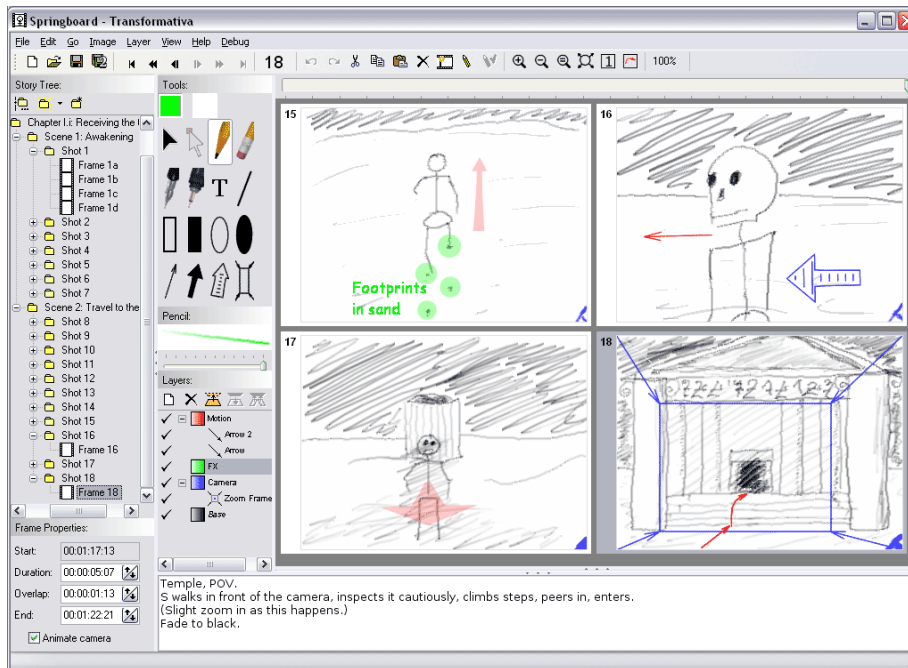 Springboard - Transformativa
File Edit Go Image Layer View Help Debug
18 1 100%
Story Tree:
Chapter I.i: Receiving the
Scene 1: Awakening
Shot 1
Frame 1a
Frame 1b
Frame 1c
Frame 1d
Shot 2
Shot 3
Shot 4
Shot 5
Shot 6
Shot 7
Scene 2: Travel to the
Shot 8
Shot 9
Shot 10
Shot 11
Shot 12
Shot 13
Shot 14
Shot 15
Shot 16
Frame 16
Shot 17
Shot 18
Frame 18
Frame Properties:
Start: 00:01:17:13
Duration: 00:00:05:07
Overlap: 00:00:01:13
End: 00:01:22:21
Animate camera
Tools:
T
Pencil:
Layers:
Motion
Arrow 2
Arrow
FX
Camera
Zoom Frame
Base
15
Footprints
in sand
16
17
18
Temple, POV.
S walks in front of the camera, inspects it cautiously, climbs steps, peers in, enters.
(Slight zoom in as this happens.)
Fade to black.